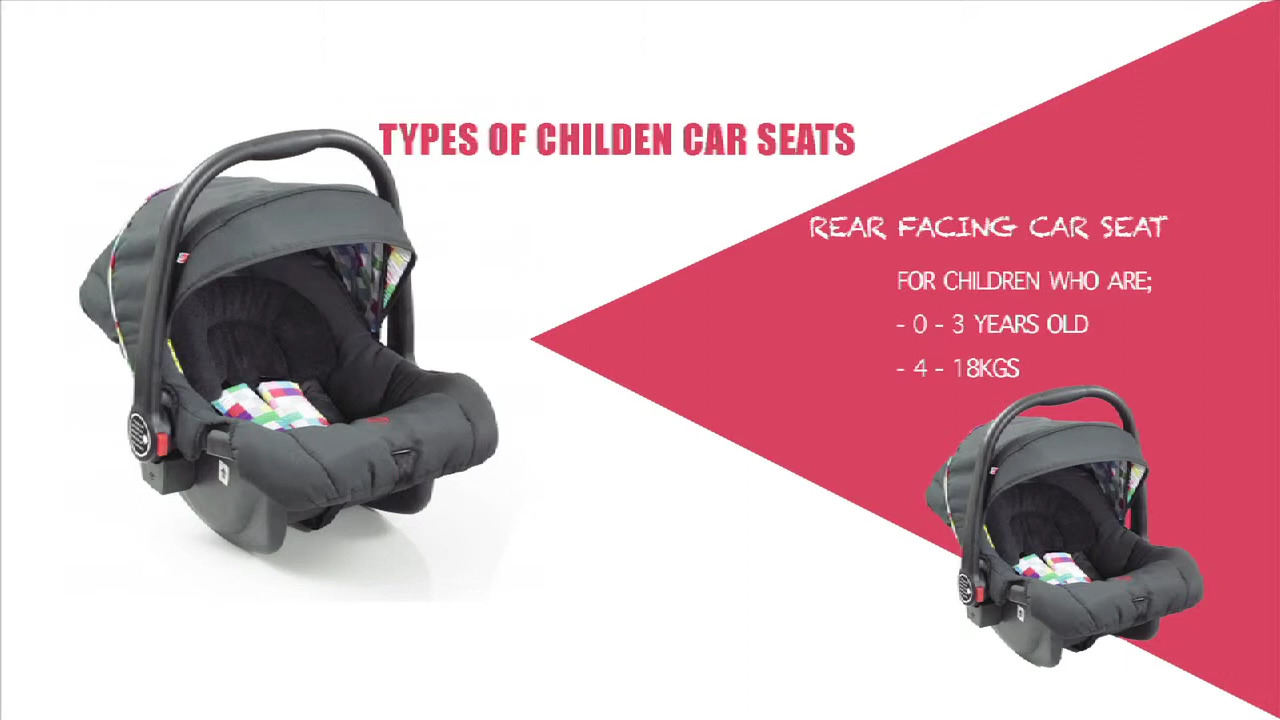 TYPES OF CHILDEN CAR SEATS
REAR FACING CAR SEAT
FOR CHILDREN WHO ARE;
- 0 - 3 YEARS OLD
- 4 - 18KGS